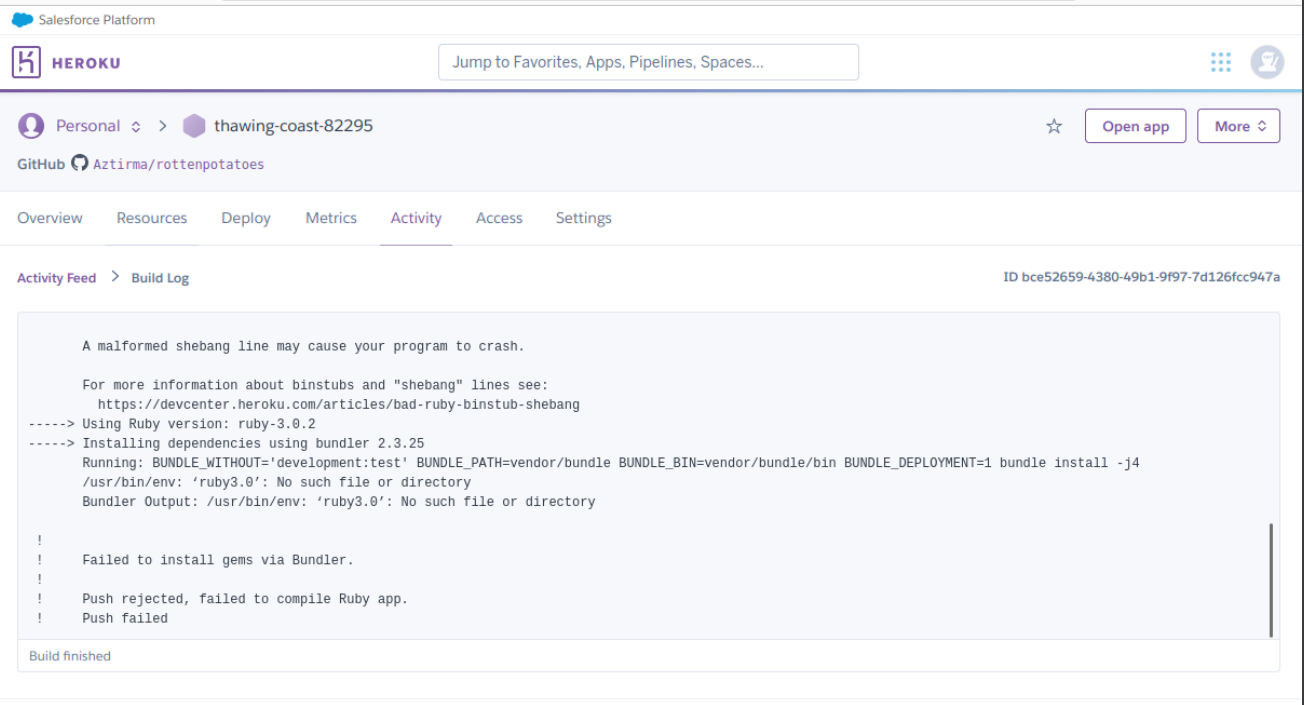 Salesforce Platform
HEROKU
Jump to Favorites, Apps, Pipelines, Spaces...
Personal > thawing-coast-82295
Open app
More
GitHub Aztirma/rottenpotatoes
Overview Resources Deploy Metrics Activity Access Settings
Activity Feed > Build Log
ID bce52659-4380-49b1-9f97-7d126fcc947a
A malformed shebang line may cause your program to crash.
For more information about binstubs and "shebang" lines see:
https://devcenter.heroku.com/articles/bad-ruby-binstub-shebang
-----> Using Ruby version: ruby-3.0.2
-----> Installing dependencies using bundler 2.3.25
Running: BUNDLE_WITHOUT='development:test' BUNDLE_PATH=vendor/bundle BUNDLE_BIN=vendor/bundle/bin BUNDLE_DEPLOYMENT=1 bundle install -j4
/usr/bin/env: ‘ruby3.0’: No such file or directory
Bundler Output: /usr/bin/env: ‘ruby3.0’: No such file or directory
!
! Failed to install gems via Bundler.
!
! Push rejected, failed to compile Ruby app.
! Push failed
Build finished